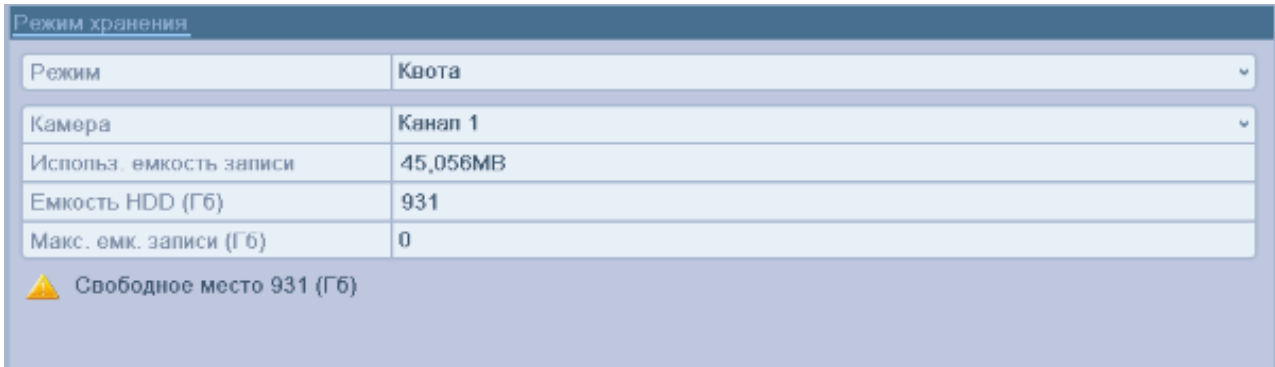 Режим хранения
Режим Квота
Камера Канал 1
Использ. емкость записи 45,056MB
Емкость HDD (Гб) 931
Макс. емк. записи (Гб) 0
Свободное место 931 (Гб)